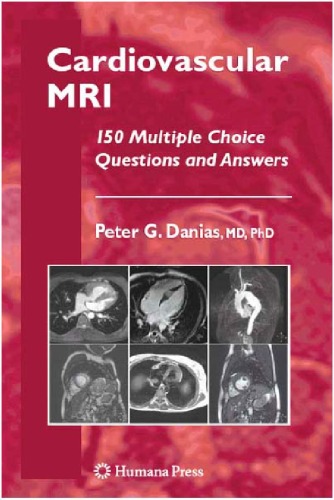 Cardiovascular
MRI
150 Multiple Choice
Questions and Answers
Peter G. Danias, MD, PhD
Humana Press